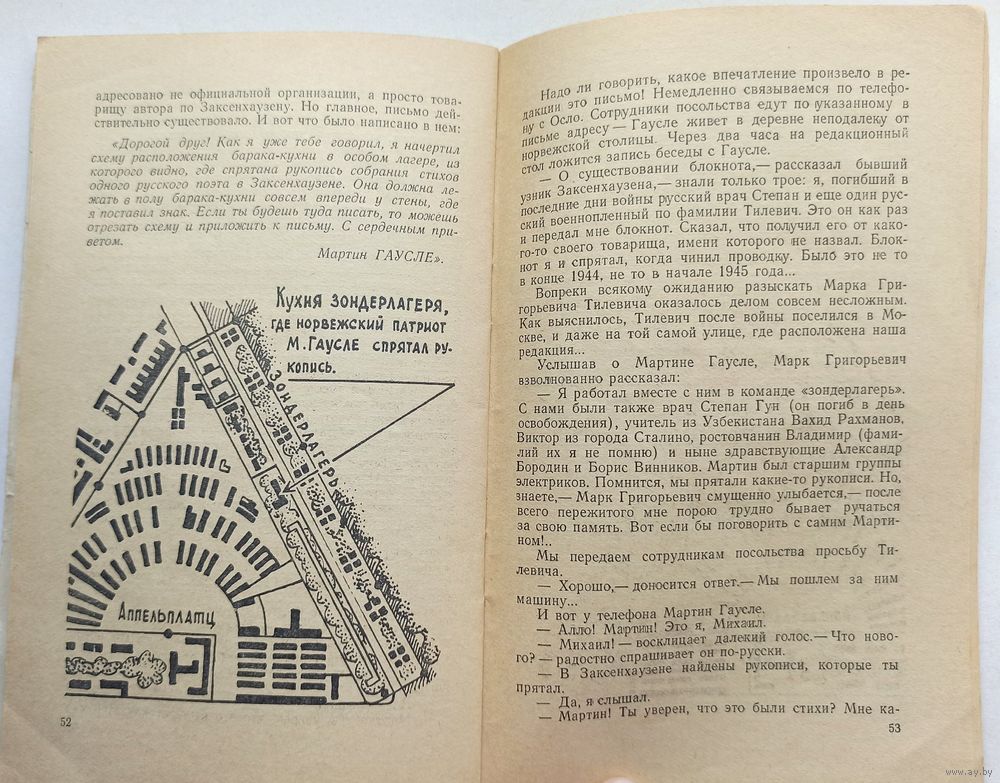 адресовано не официальной организации, а просто това-
рищу автора по Заксенхаузену. Но главное, письмо дей-
ствительно существовало. И вот что было написано в нем:
«Дорогой друг! Как я уже тебе говорил, я начертил
схему расположения барака-кухни в особом лагере, из
которого видно, где спрятана рукопись собрания стихов
одного русского поэта в Заксенхаузене. Она должна ле-
жать в полу барака-кухни совсем впереди у стены, где
я поставил знак. Если ты будешь туда писать, то можешь
отрезать схему и приложить к письму. С сердечным при-
ветом.
Мартин ГАУСЛЕ».
КУХНЯ ЗОНДЕРЛАГЕРЯ,
ГДЕ НОРВЕЖСКИЙ ПАТРИОТ
М. ГАУСЛЕ СПРЯТАЛ РУ-
КОПИСЬ.
ЗОНДЕРЛАГЕРЬ
АППЕЛЬПЛАТЦ
52
Надо ли говорить, какое впечатление произвело в ре-
дакции это письмо! Немедленно связываемся по телефо-
ну с Осло. Сотрудники посольства едут по указанному в
письме адресу — Гаусле живет в деревне неподалеку от
норвежской столицы. Через два часа на редакционный
стол ложится запись беседы с Гаусле.
— О существовании блокнота,— рассказал бывший
узник Заксенхаузена,— знали только трое: я, погибший в
последние дни войны русский врач Степан и еще один рус-
ский военнопленный по фамилии Тилевич. Это он как раз
и передал мне блокнот. Сказал, что получил его от како-
го-то своего товарища, имени которого не назвал. Блок-
нот я и спрятал, когда чинил проводку. Было это не то
в конце 1944, не то в начале 1945 года...
Вопреки всякому ожиданию разыскать Марка Гри-
горьевича Тилевича оказалось делом совсем несложным.
Как выяснилось, Тилевич после войны поселился в Мо-
скве, и даже на той самой улице, где расположена наша
редакция...
Услышав о Мартине Гаусле, Марк Григорьевич
взволнованно рассказал:
— Я работал вместе с ним в команде «зондерлагерь».
С нами были также врач Степан Гун (он погиб в день
освобождения), учитель из Узбекистана Вахид Рахманов,
Виктор из города Сталино, ростовчанин Владимир (фами-
лий их я не помню) и ныне здравствующие Александр
Бородин и Борис Винников. Мартин был старшим группы
электриков. Помнится, мы прятали какие-то рукописи. Но,
знаете,— Марк Григорьевич смущенно улыбается,— после
всего пережитого мне порою трудно бывает ручаться
за свою память. Вот если бы поговорить с самим Марти-
ном!..
Мы передаем сотрудникам посольства просьбу Ти-
левича.
— Хорошо,— доносится ответ.— Мы пошлем за ним
машину...
И вот у телефона Мартин Гаусле.
— Алло! Мартин! Это я, Михаил.
— Михаил! — восклицает далекий голос.— Что ново-
го? — радостно спрашивает он по-русски.
— В Заксенхаузене найдены рукописи, которые ты
прятал.
— Да, я слышал.
— Мартин! Ты уверен, что это были стихи? Мне ка-
53
www.ay.by